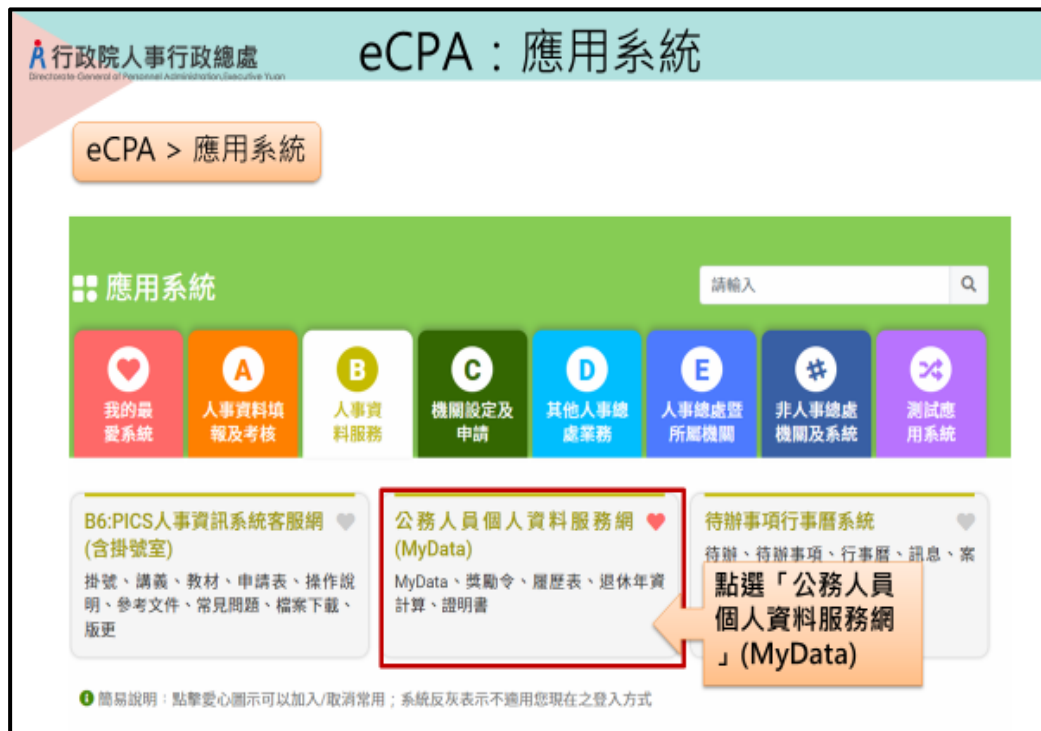 行政院人事行政總處
Directorate General of Personnel Administration, Executive Yuan
eCPA：應用系統
eCPA > 應用系統
應用系統
請輸入
我的最
愛系統
A
人事資料填
報及考核
B
人事資
料服務
C
機關設定及
申請
D
其他人事總
處業務
E
人事總處暨
所屬機關
#
非人事總處
機關及系統
測試應
用系統
B6:PICS人事資訊系統客服網
(含掛號室)
掛號、講義、教材、申請表、操作說
明、參考文件、常見問題、檔案下載、
版更
公務人員個人資料服務網
(MyData)
MyData、獎勵令、履歷表、退休年資
計算、證明書
待辦事項行事曆系統
待辦、待辦事項、行事曆、訊息、案
點選「公務人員
個人資料服務網
」(MyData)
簡易說明：點擊愛心圖示可以加入/取消常用；系統反灰表示不適用您現在之登入方式